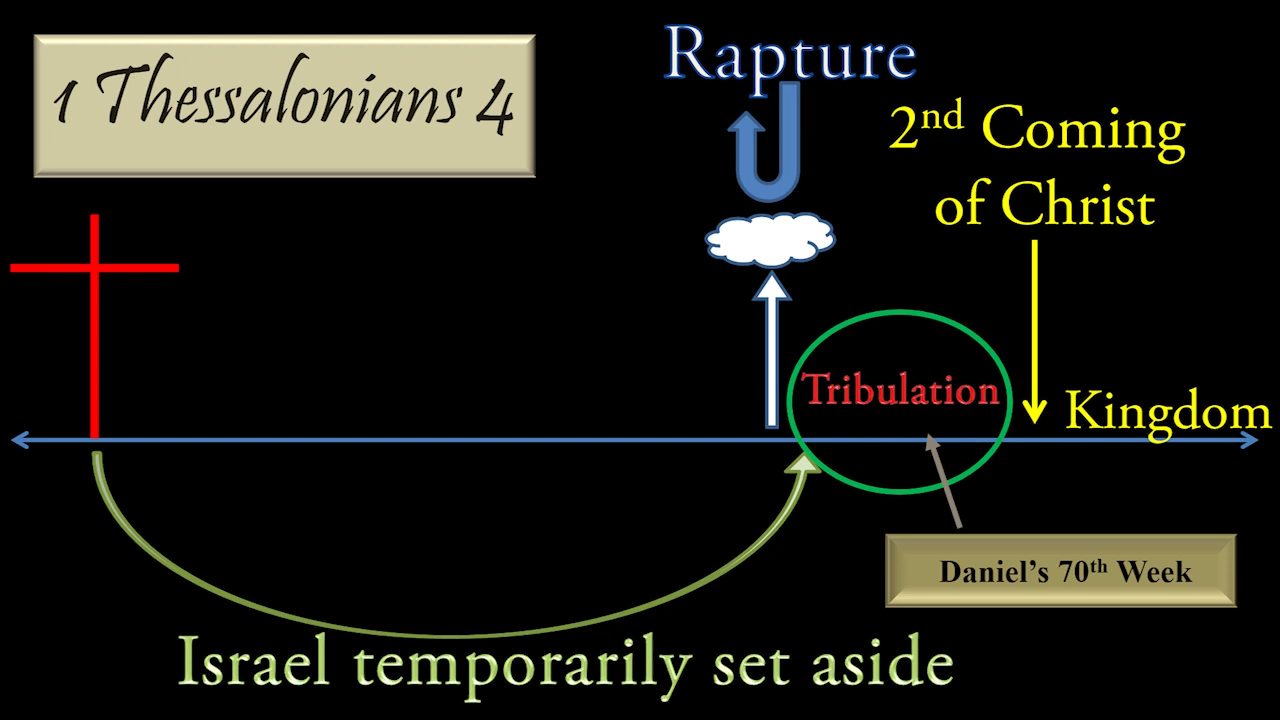 1 Thessalonians 4
Rapture
2nd Coming
of Christ
Tribulation
Kingdom
Daniel’s 70th Week
Israel temporarily set aside